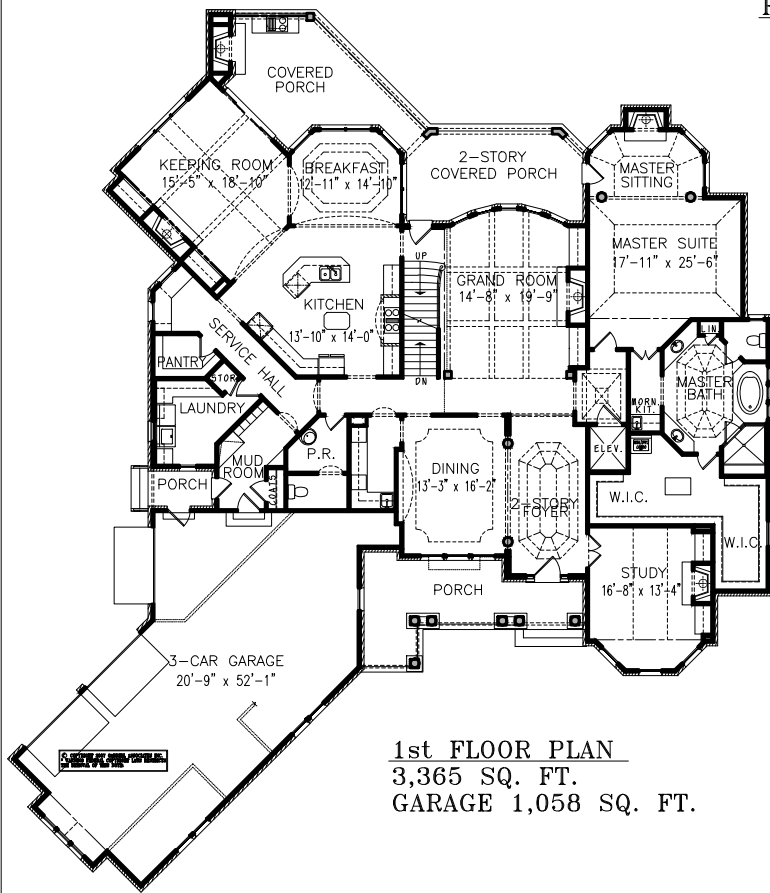 COVERED
PORCH
KEEPING ROOM
15'-5" x 18'-10"
BREAKFAST
12'-11" x 14'-10"
2-STORY
COVERED PORCH
MASTER
SITTING
MASTER SUITE
17'-11" x 25'-6"
UP
GRAND ROOM
14'-8" x 19'-9"
KITCHEN
13'-10" x 14'-0"
SERVICE HALL
PANTRY
STOR
DN
LIN
MASTER
BATH
MORN.
KIT.
LAUNDRY
MUD
ROOM
P.R.
COATS
PORCH
DINING
13'-3" x 16'-2"
2-STORY
FOYER
ELEV.
W.I.C.
W.I.C.
STUDY
16'-8" x 13'-4"
PORCH
3-CAR GARAGE
20'-9" x 52'-1"
1st FLOOR PLAN
3,365 SQ. FT.
GARAGE 1,058 SQ. FT.